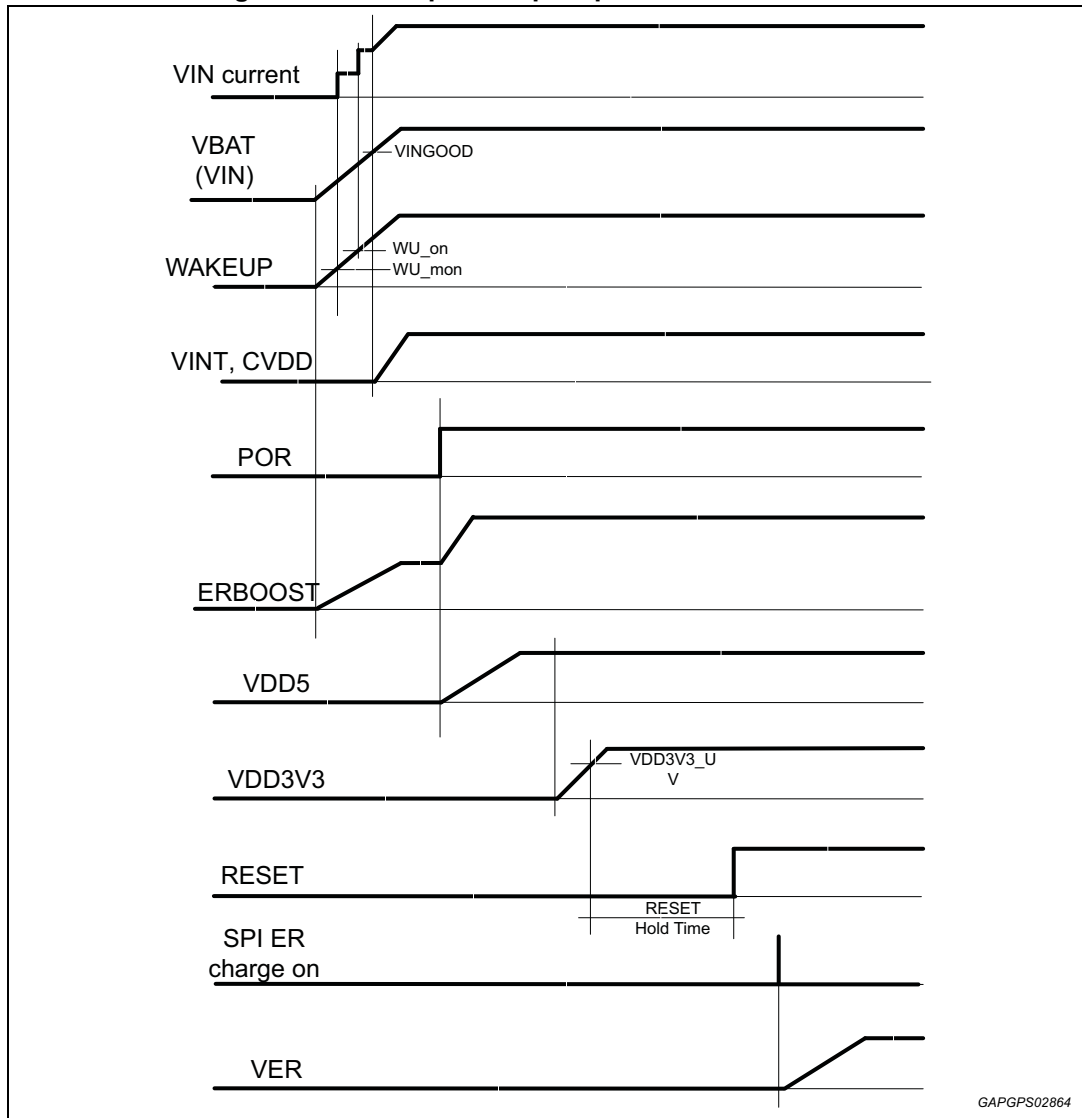 VIN current
VBAT
(VIN)
VINGOOD
WU_on
WU_mon
WAKEUP
VINT, CVDD
POR
ERBOOST
VDD5
VDD3V3_U
V
VDD3V3
RESET
RESET
Hold Time
SPI ER
charge on
VER
GAPGPS02864